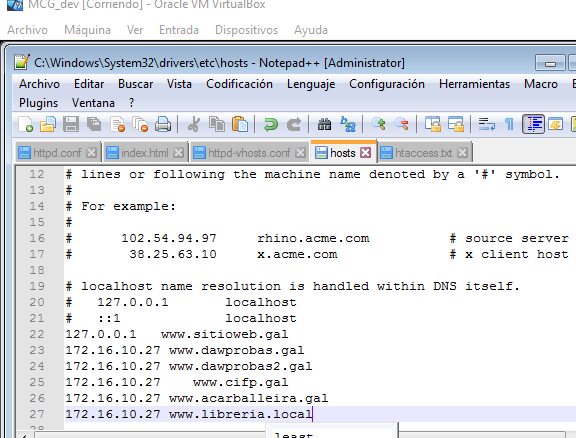 MCG_dev [Corriendo] - Oracle VM VirtualBox
Archivo Máquina Ver Entrada Dispositivos Ayuda
C:\Windows\System32\drivers\etc\hosts - Notepad++ [Administrator]
Archivo Editar Buscar Vista Codificación Lenguaje Configuración Herramientas Macro
Plugins Ventana ?
httpd.conf index.html httpd-vhosts.conf hosts htaccess.txt
12 # lines or following the machine name denoted by a '#' symbol.
13 #
14 # For example:
15 #
16 # 102.54.94.97 rhino.acme.com # source server
17 # 38.25.63.10 x.acme.com # x client host
18
19 # localhost name resolution is handled within DNS itself.
20 # 127.0.0.1 localhost
21 # ::1 localhost
22 127.0.0.1 www.sitioweb.gal
23 172.16.10.27 www.dawprobas.gal
24 172.16.10.27 www.dawprobas2.gal
25 172.16.10.27 www.cifp.gal
26 172.16.10.27 www.acarballeira.gal
27 172.16.10.27 www.libreria.local
28